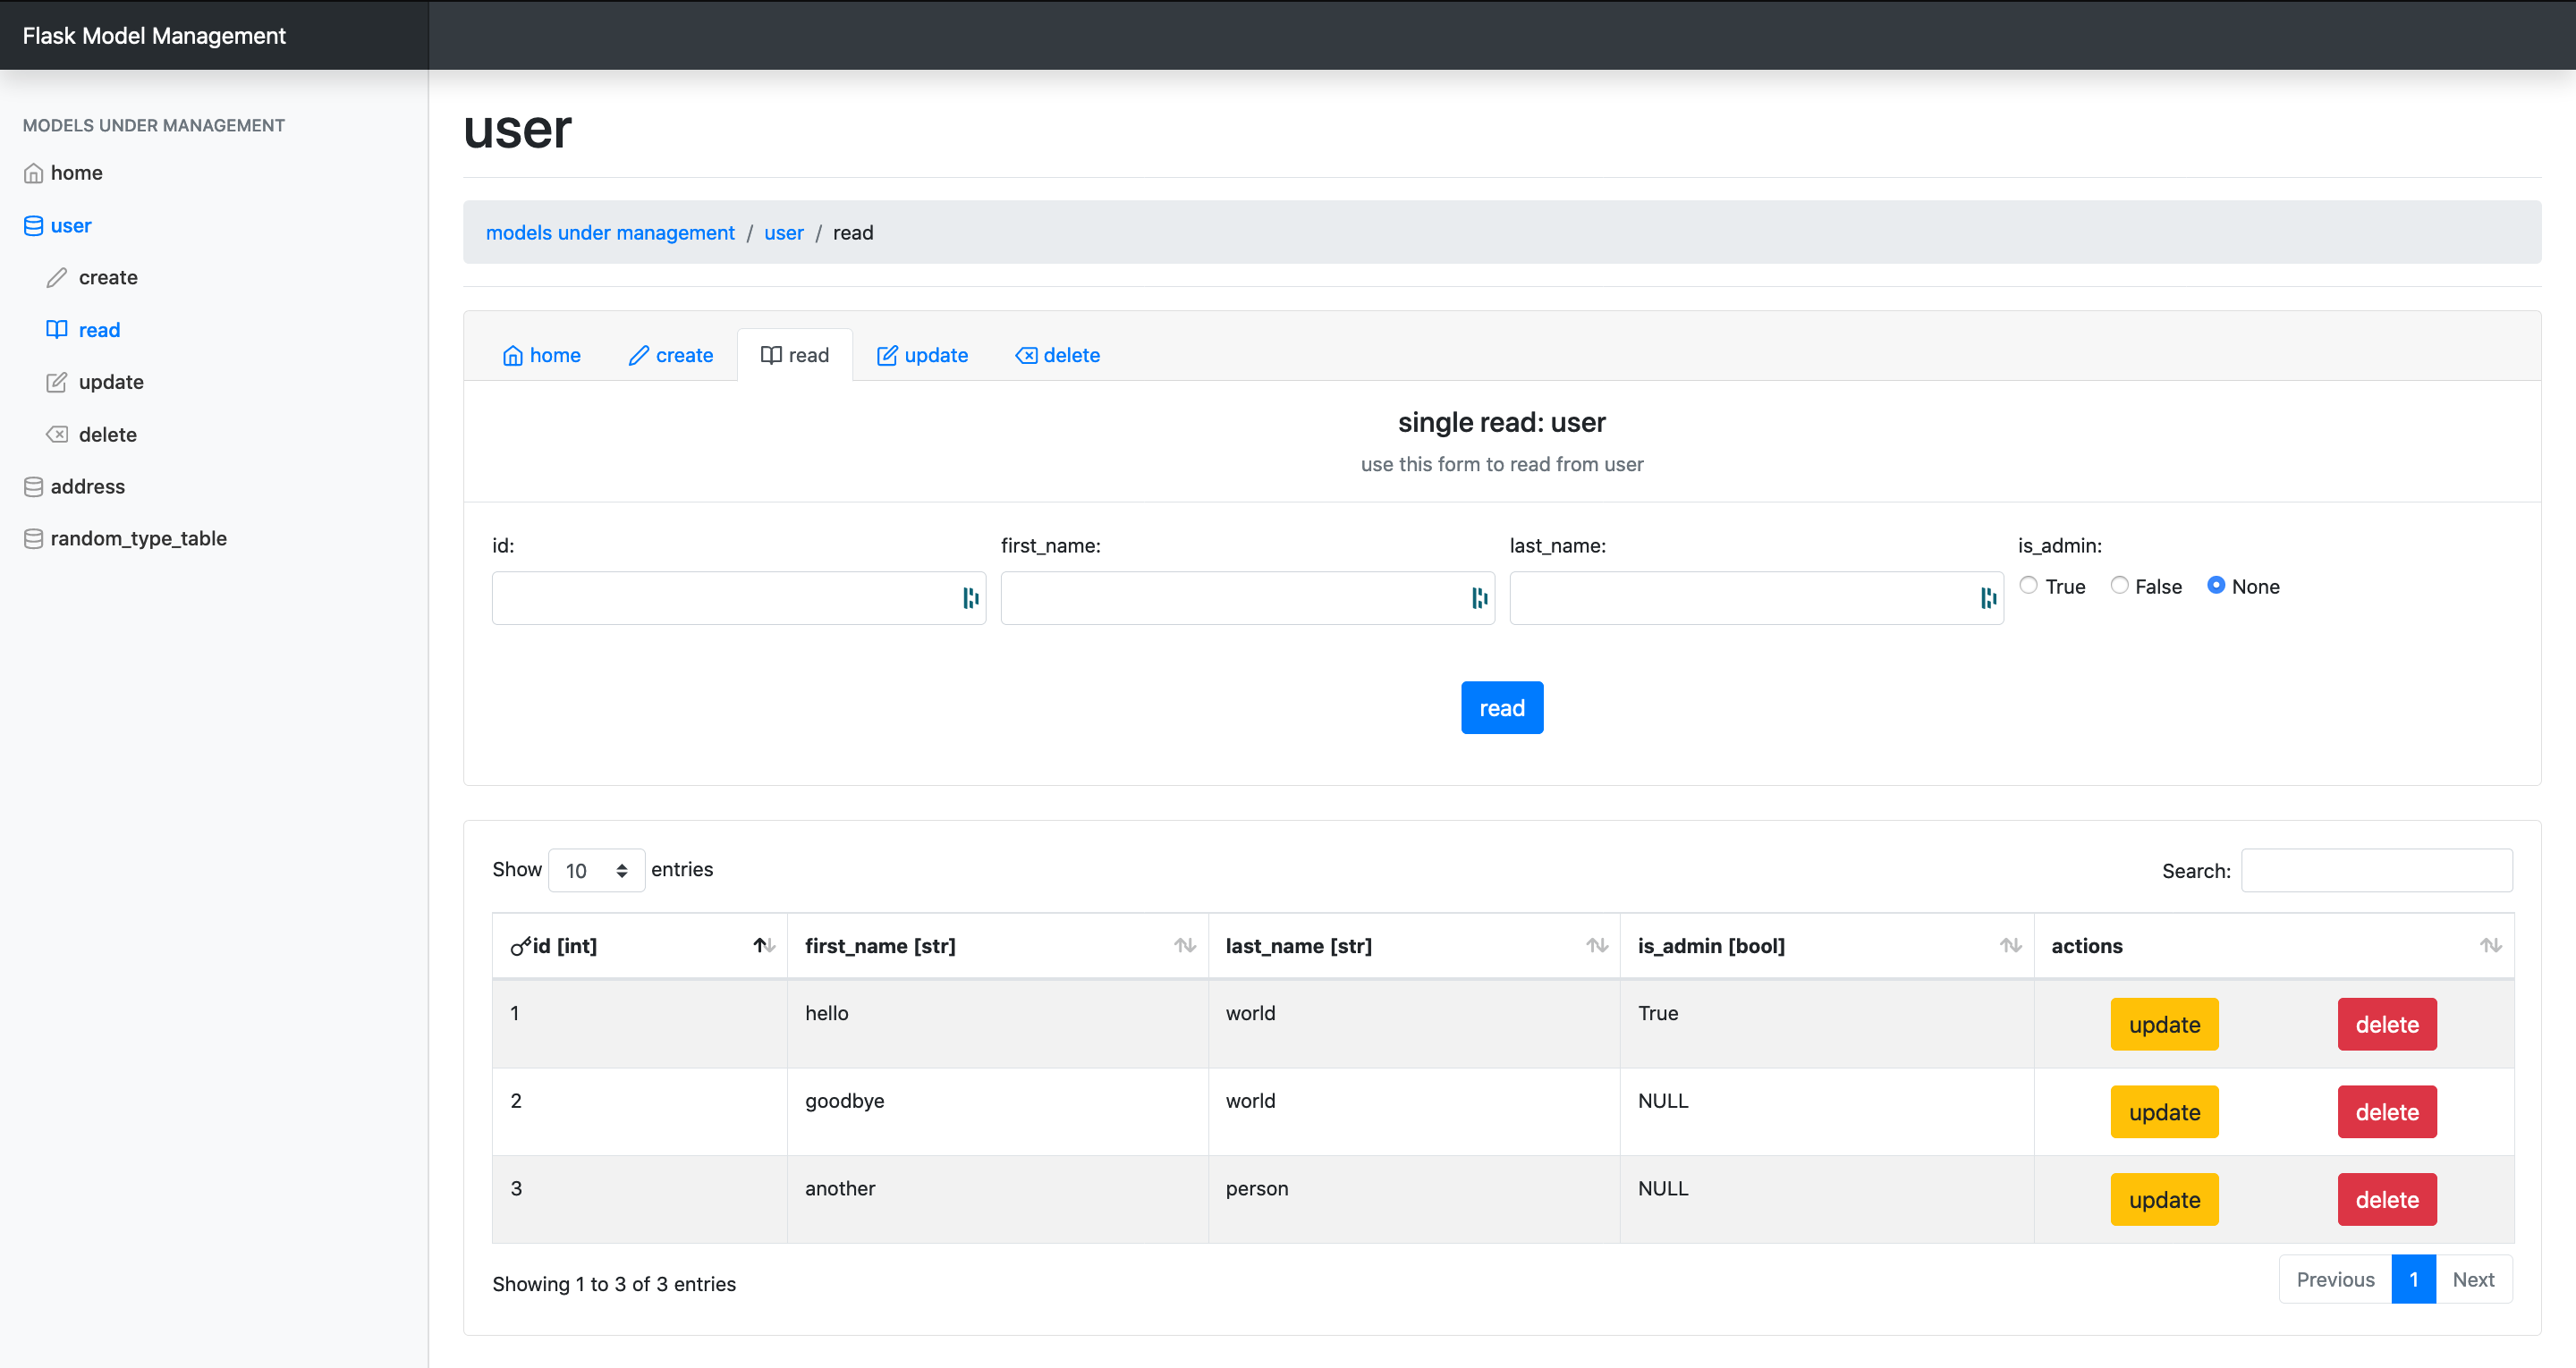 Flask Model Management
MODELS UNDER MANAGEMENT
home
user
create
read
update
delete
address
random_type_table
user
models under management / user / read
home create read update delete
single read: user
use this form to read from user
id: first_name: last_name: is_admin:
True False None
read
Show 10 entries Search:
id [int] first_name [str] last_name [str] is_admin [bool] actions
1 hello world True update delete
2 goodbye world NULL update delete
3 another person NULL update delete
Showing 1 to 3 of 3 entries
Previous 1 Next